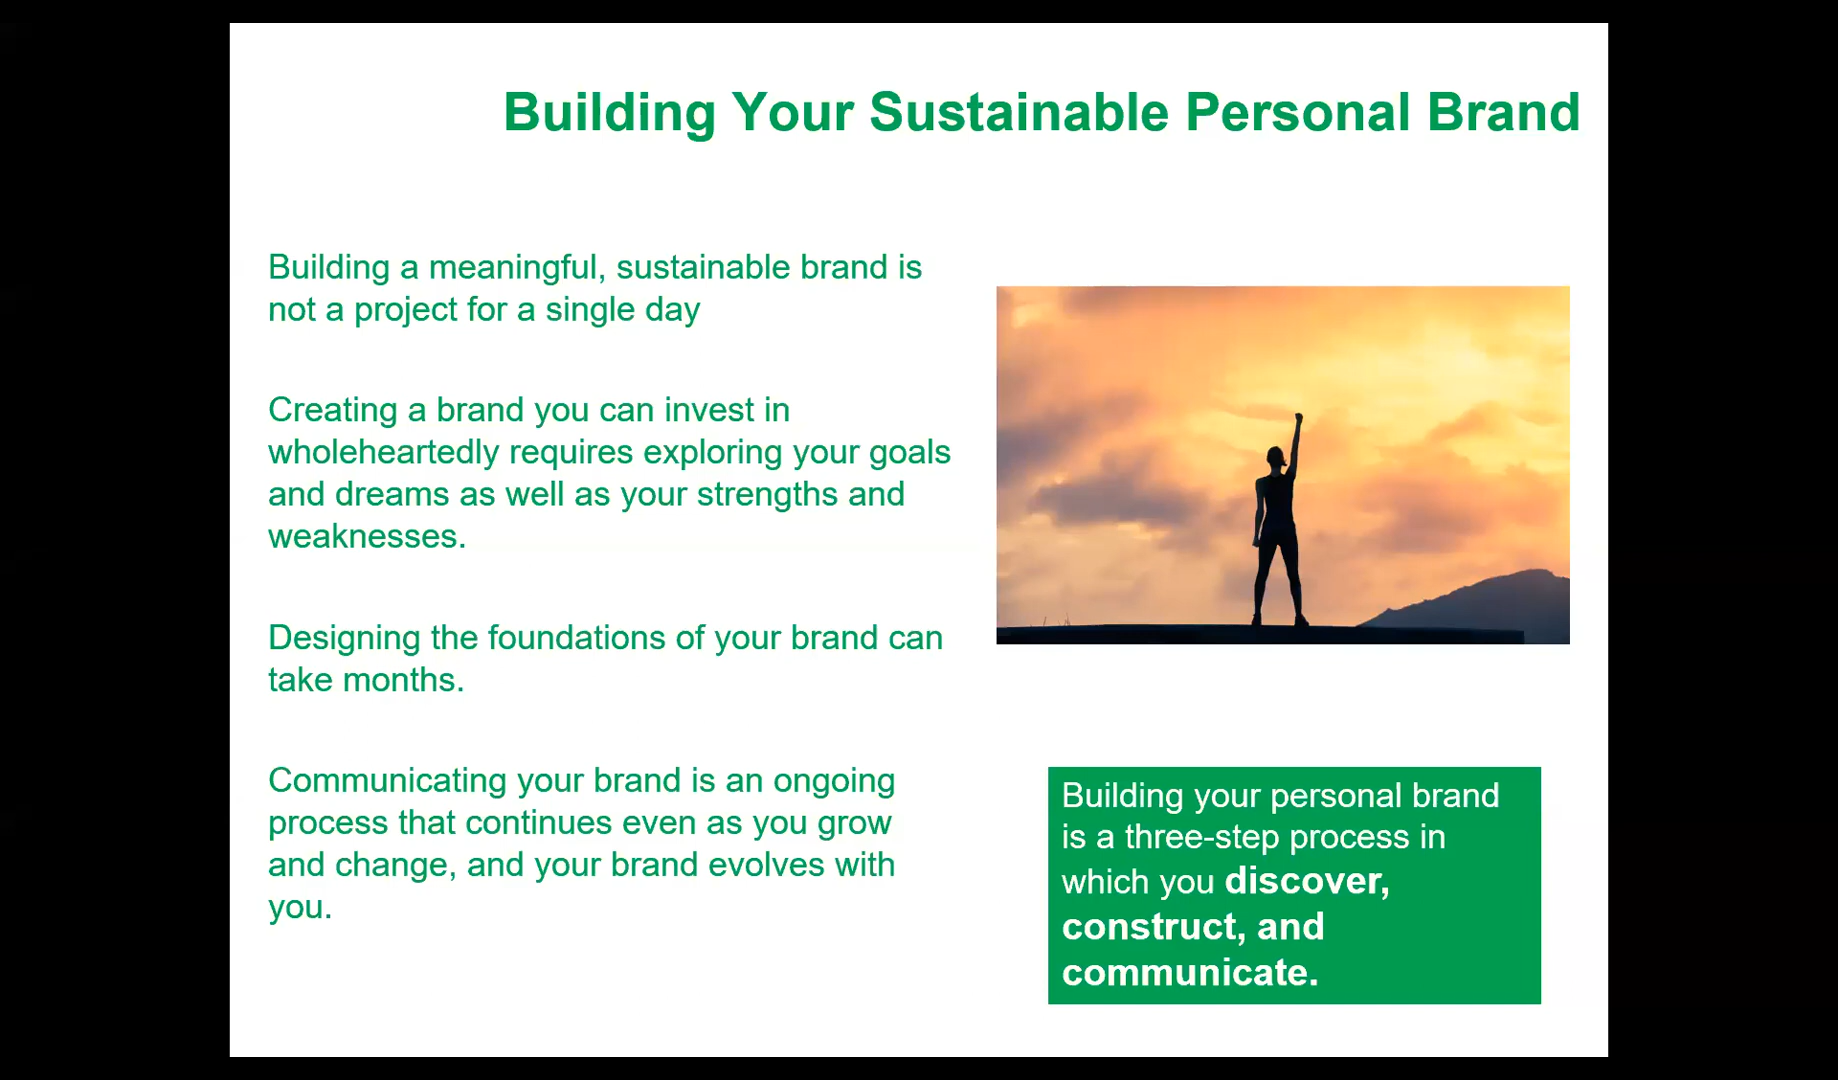 Building Your Sustainable Personal Brand
Building a meaningful, sustainable brand is
not a project for a single day
Creating a brand you can invest in
wholeheartedly requires exploring your goals
and dreams as well as your strengths and
weaknesses.
Designing the foundations of your brand can
take months.
Communicating your brand is an ongoing
process that continues even as you grow
and change, and your brand evolves with
you.
Building your personal brand
is a three-step process in
which you discover,
construct, and
communicate.